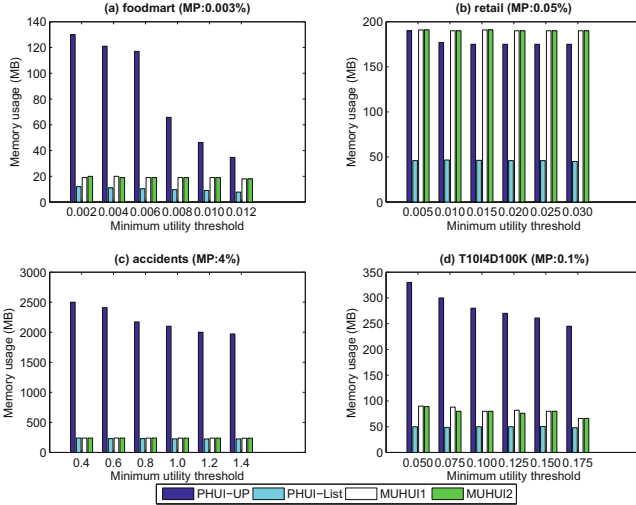 (a) foodmart (MP:0.003%)
140
120
100
80
60
40
20
0
Memory usage (MB)
0.002 0.004 0.006 0.008 0.010 0.012
Minimum utility threshold
(b) retail (MP:0.05%)
200
150
100
50
0
Memory usage (MB)
0.005 0.010 0.015 0.020 0.025 0.030
Minimum utility threshold
(c) accidents (MP:4%)
3000
2500
2000
1500
1000
500
0
Memory usage (MB)
0.4 0.6 0.8 1.0 1.2 1.4
Minimum utility threshold
(d) T10I4D100K (MP:0.1%)
350
300
250
200
150
100
50
0
Memory usage (MB)
0.050 0.075 0.100 0.125 0.150 0.175
Minimum utility threshold
PHUI-UP PHUI-List MUHUI1 MUHUI2